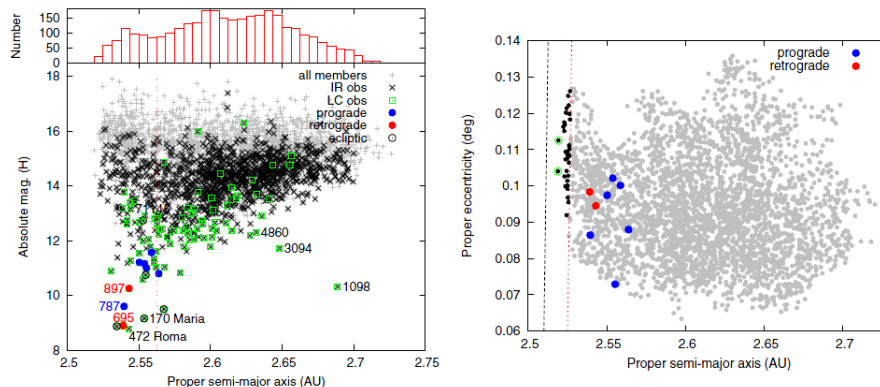 Number
150
100
50
0
Absolute mag. (H)
18
16
14
12
10
8
all members
IR obs
LC obs
prograde
retrograde
ecliptic
4860
3094
1098
897
787
695
170 Maria
472 Roma
2.5 2.55 2.6 2.65 2.7 2.75
Proper semi-major axis (AU)
Proper eccentricity (deg)
0.14
0.13
0.12
0.11
0.1
0.09
0.08
0.07
0.06
prograde
retrograde
2.5 2.55 2.6 2.65 2.7
Proper semi-major axis (AU)